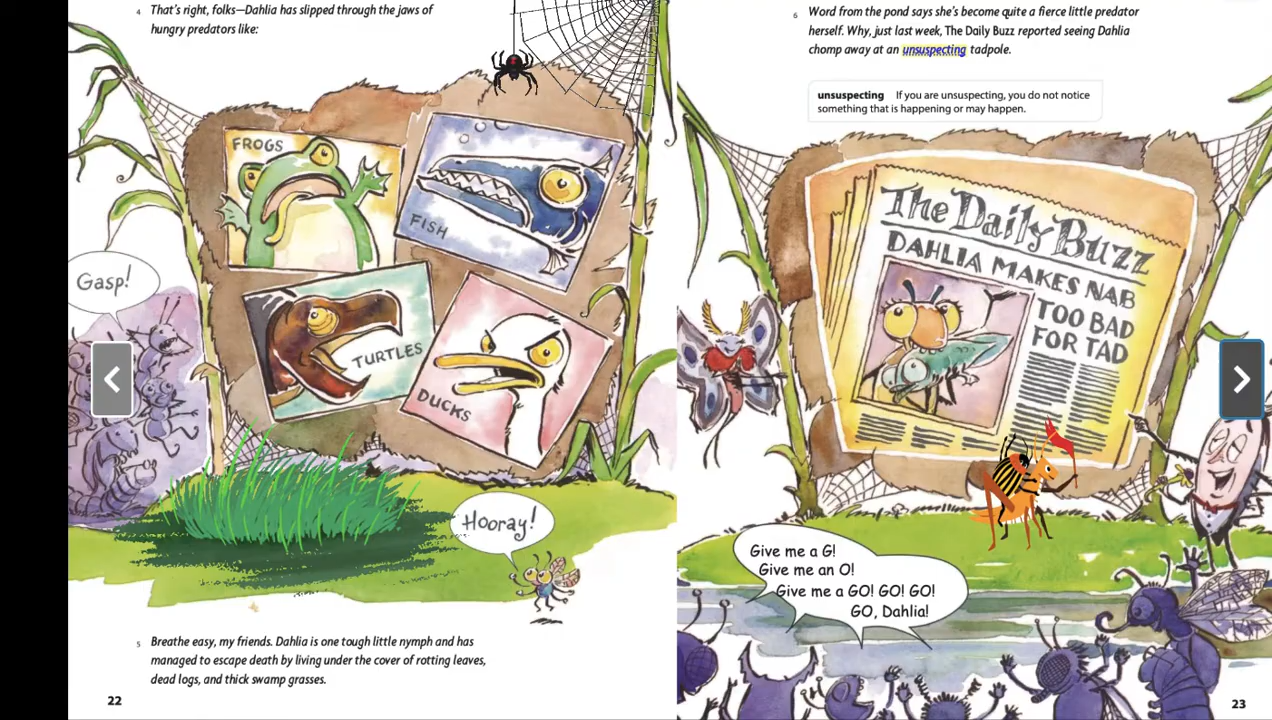 4 That's right, folks—Dahlia has slipped through the jaws of
hungry predators like:
FROGS
FISH
TURTLES
DUCKS
Gasp!
Hooray!
5 Breathe easy, my friends. Dahlia is one tough little nymph and has
managed to escape death by living under the cover of rotting leaves,
dead logs, and thick swamp grasses.
22
6 Word from the pond says she's become quite a fierce little predator
herself. Why, just last week, The Daily Buzz reported seeing Dahlia
chomp away at an unsuspecting tadpole.
unsuspecting If you are unsuspecting, you do not notice
something that is happening or may happen.
The Daily Buzz
DAHLIA MAKES NAB
TOO BAD
FOR TAD
Give me a G!
Give me an O!
Give me a GO! GO! GO!
GO, Dahlia!
23